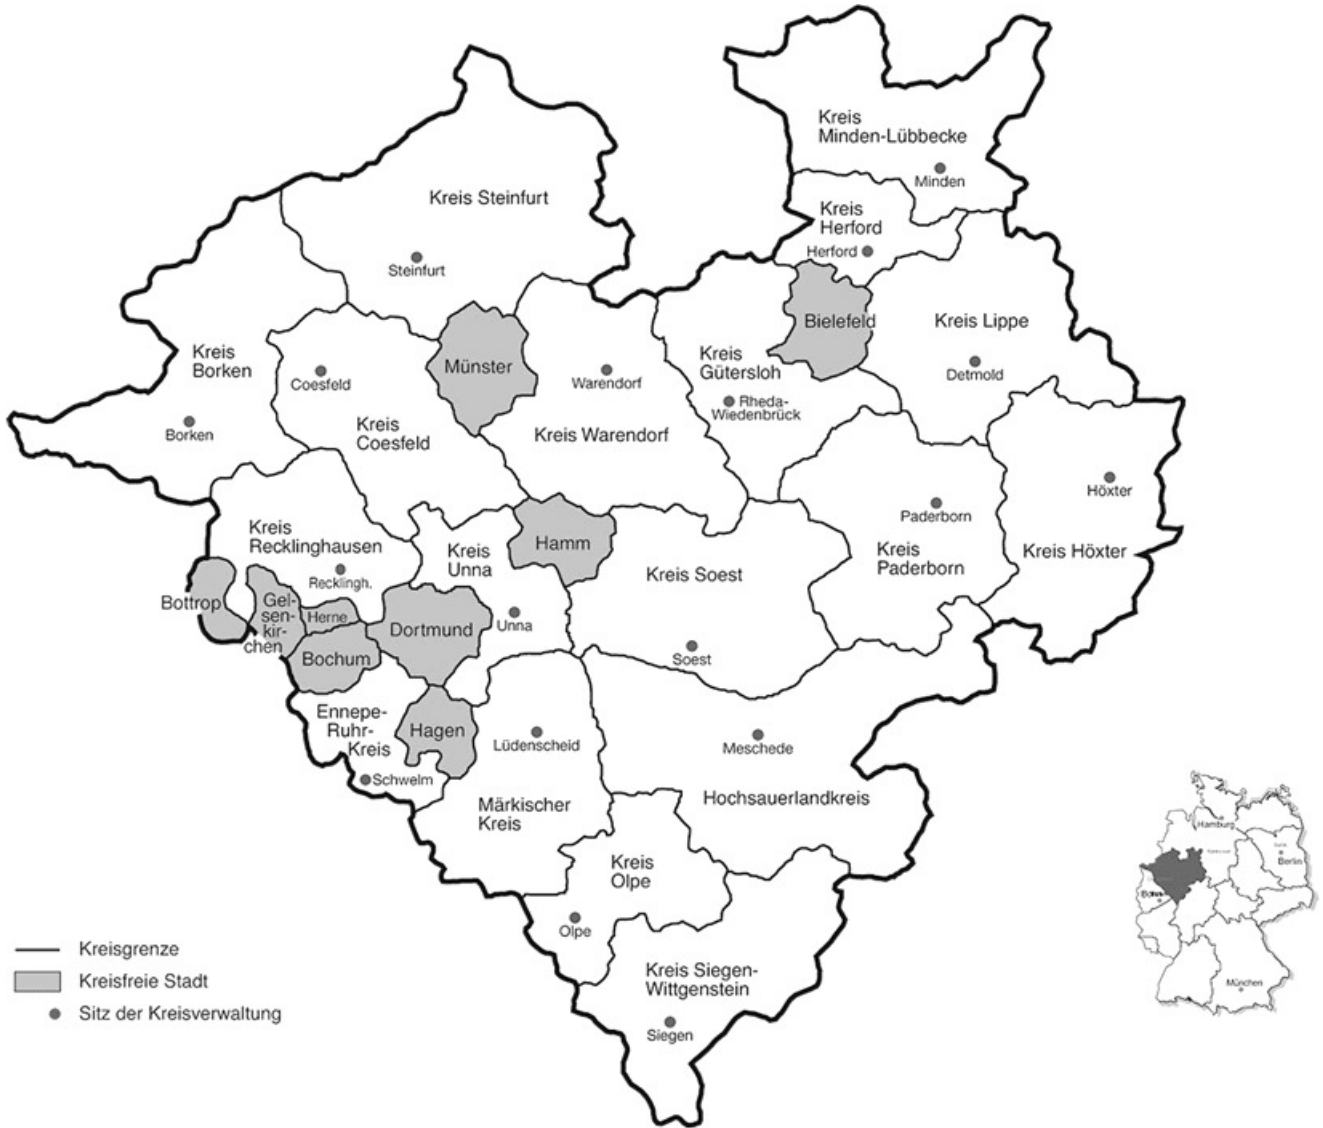 Kreis
Minden-Lübbecke
Minden
Kreis Steinfurt
Steinfurt
Kreis
Herford
Herford
Bielefeld
Kreis Lippe
Detmold
Kreis
Borken
Borken
Coesfeld
Kreis
Coesfeld
Münster
Warendorf
Kreis Warendorf
Kreis
Gütersloh
Rheda-
Wiedenbrück
Höxter
Kreis Höxter
Paderborn
Kreis
Paderborn
Kreis
Recklinghausen
Recklingh.
Kreis
Unna
Unna
Hamm
Kreis Soest
Soest
Bottrop
Gel-
sen-
kir-
chen
Herne
Bochum
Dortmund
Ennepe-
Ruhr-
Kreis
Schwelm
Hagen
Lüdenscheid
Märkischer
Kreis
Meschede
Hochsauerlandkreis
Kreis
Olpe
Olpe
Kreis Siegen-
Wittgenstein
Siegen
Kreisgrenze
Kreisfreie Stadt
Sitz der Kreisverwaltung
Hamburg
Berlin
München